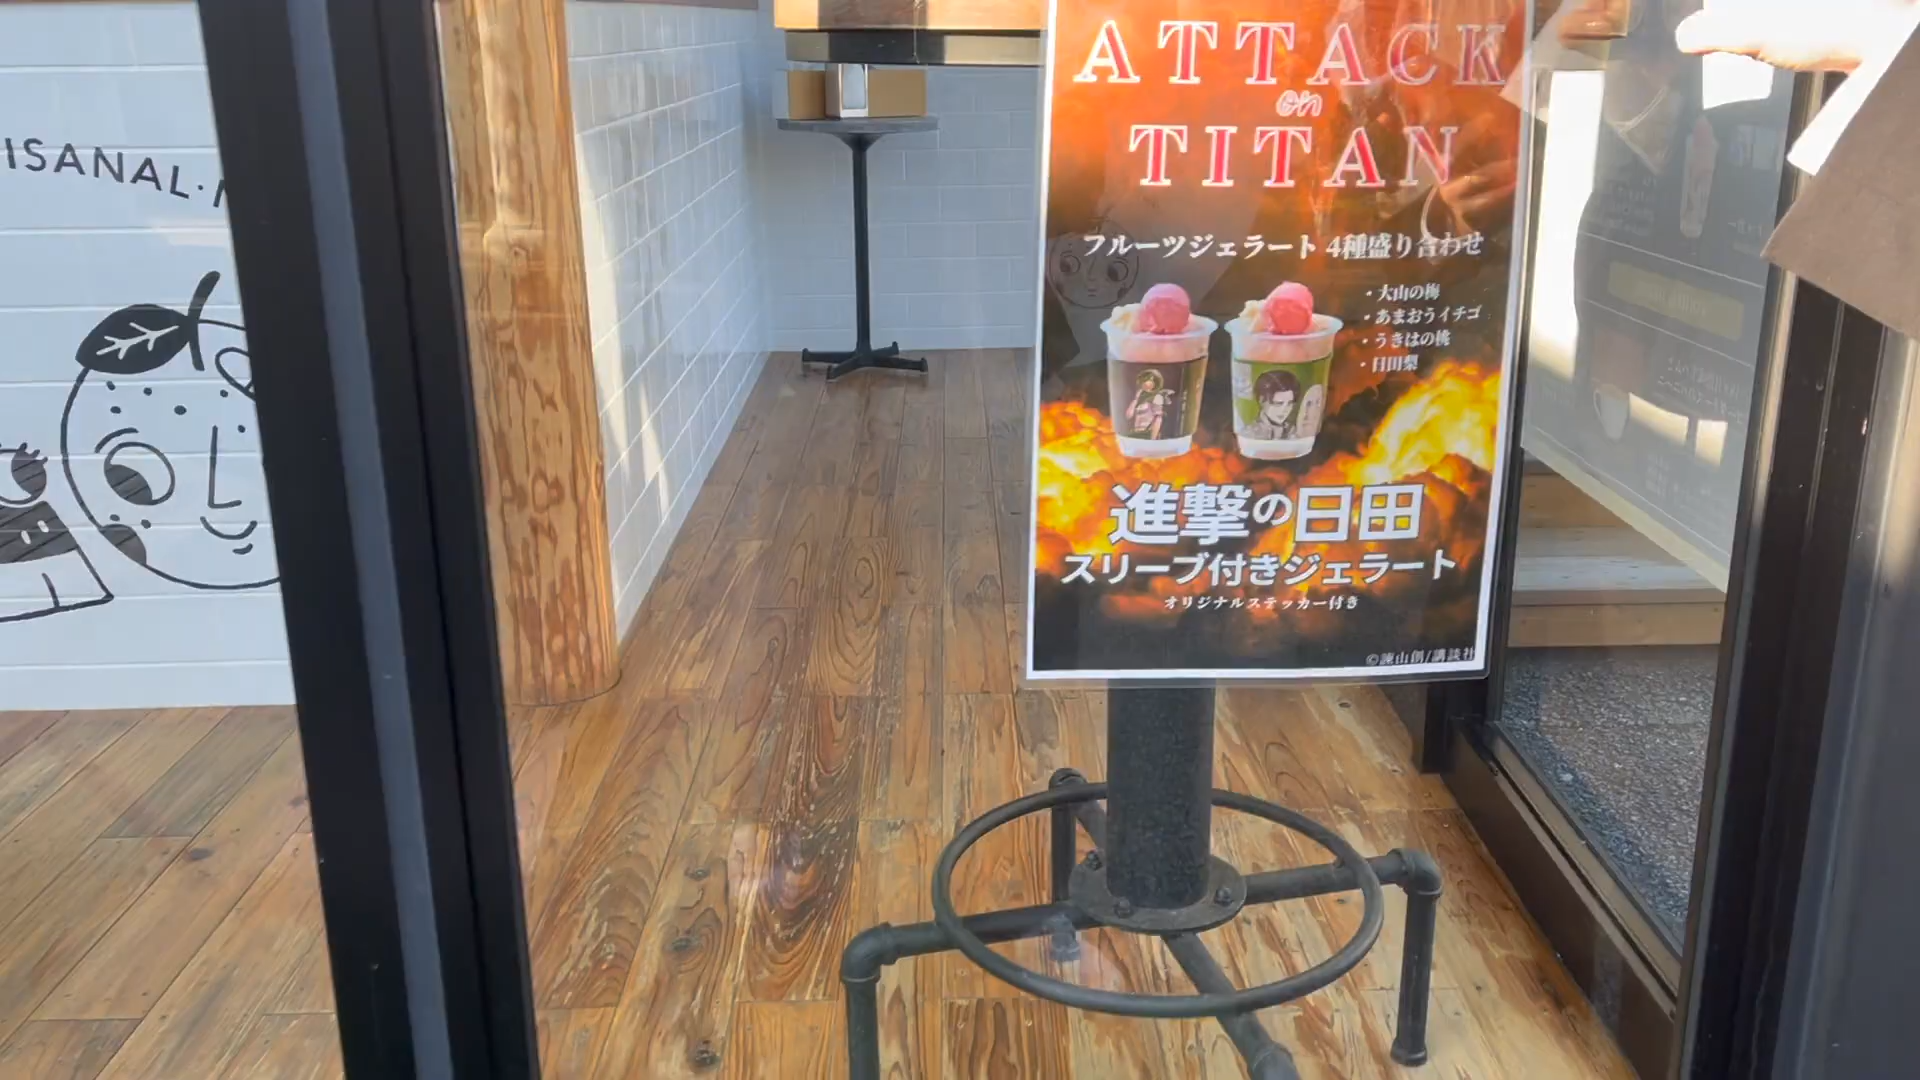 ISANAL
ATTACK
on
TITAN
フルーツジェラート 4種盛り合わせ
・大山の梅
・あまおうイチゴ
・うきはの桃
・日田梨
進撃の日田
スリーブ付きジェラート
オリジナルステッカー付き
©諫山創/講談社